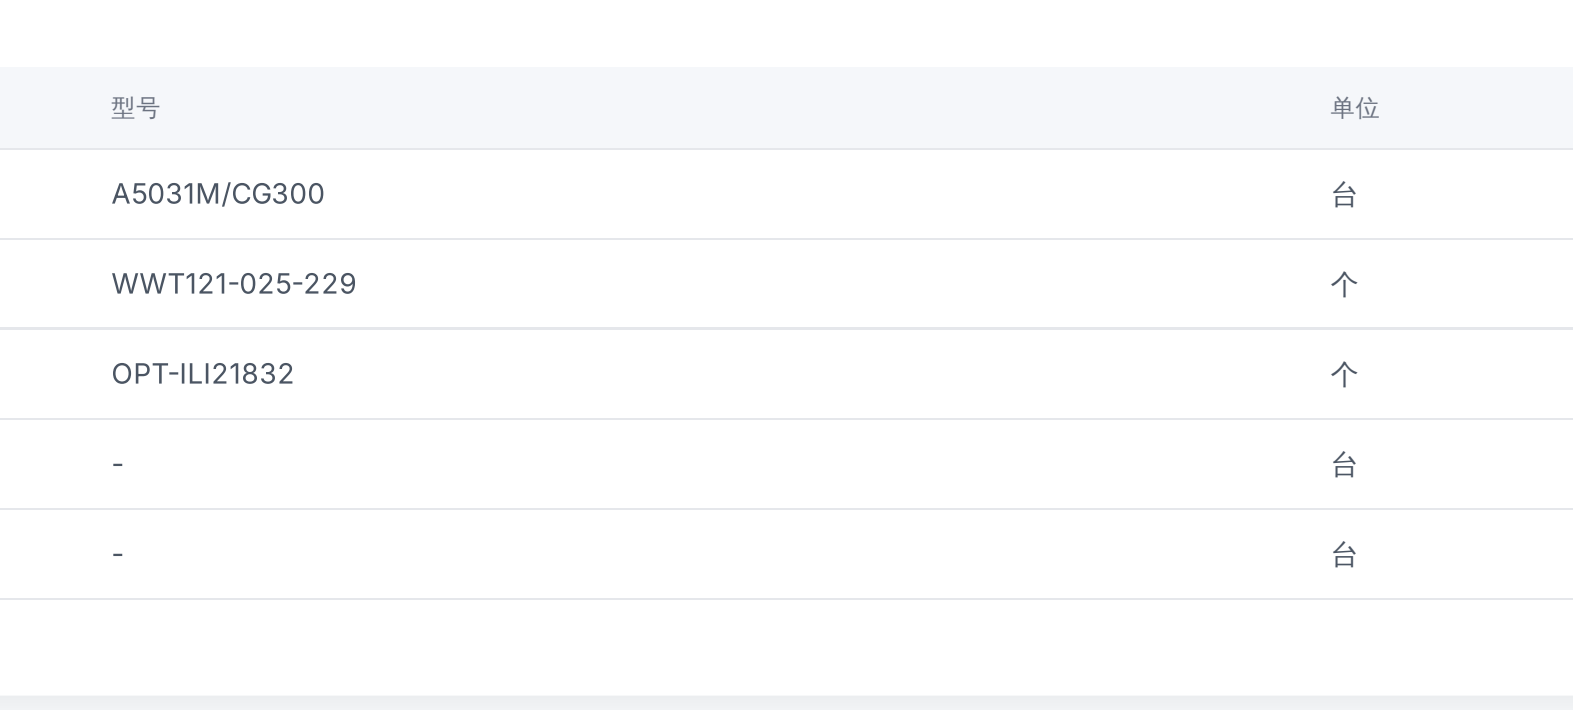 型号 单位
A5031M/CG300 台
WWT121-025-229 个
OPT-ILI21832 个
- 台
- 台